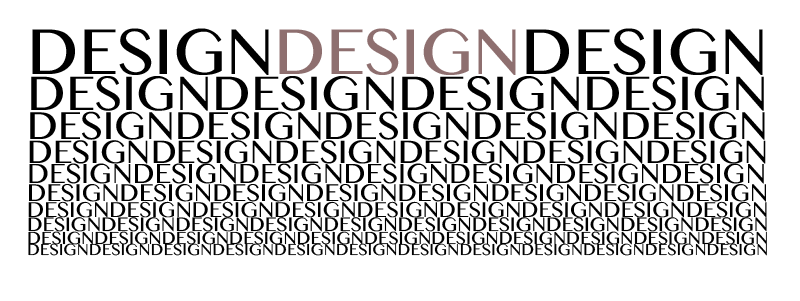 DESIGNDESIGNDESIGN
DESIGNDESIGNDESIGNDESIGN
DESIGNDESIGNDESIGNDESIGNDESIGN
DESIGNDESIGNDESIGNDESIGNDESIGNDESIGN
DESIGNDESIGNDESIGNDESIGNDESIGNDESIGNDESIGN
DESIGNDESIGNDESIGNDESIGNDESIGNDESIGNDESIGNDESIGN
DESIGNDESIGNDESIGNDESIGNDESIGNDESIGNDESIGNDESIGNDESIGN
DESIGNDESIGNDESIGNDESIGNDESIGNDESIGNDESIGNDESIGNDESIGNDESIGN
DESIGNDESIGNDESIGNDESIGNDESIGNDESIGNDESIGNDESIGNDESIGNDESIGNDESIGN
DESIGNDESIGNDESIGNDESIGNDESIGNDESIGNDESIGNDESIGNDESIGNDESIGNDESIGNDESIGN